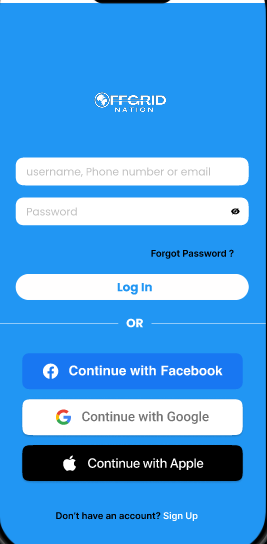 OFFGRID
NATION
username, Phone number or email
Password
Forgot Password ?
Log In
OR
Continue with Facebook
Continue with Google
Continue with Apple
Don't have an account? Sign Up